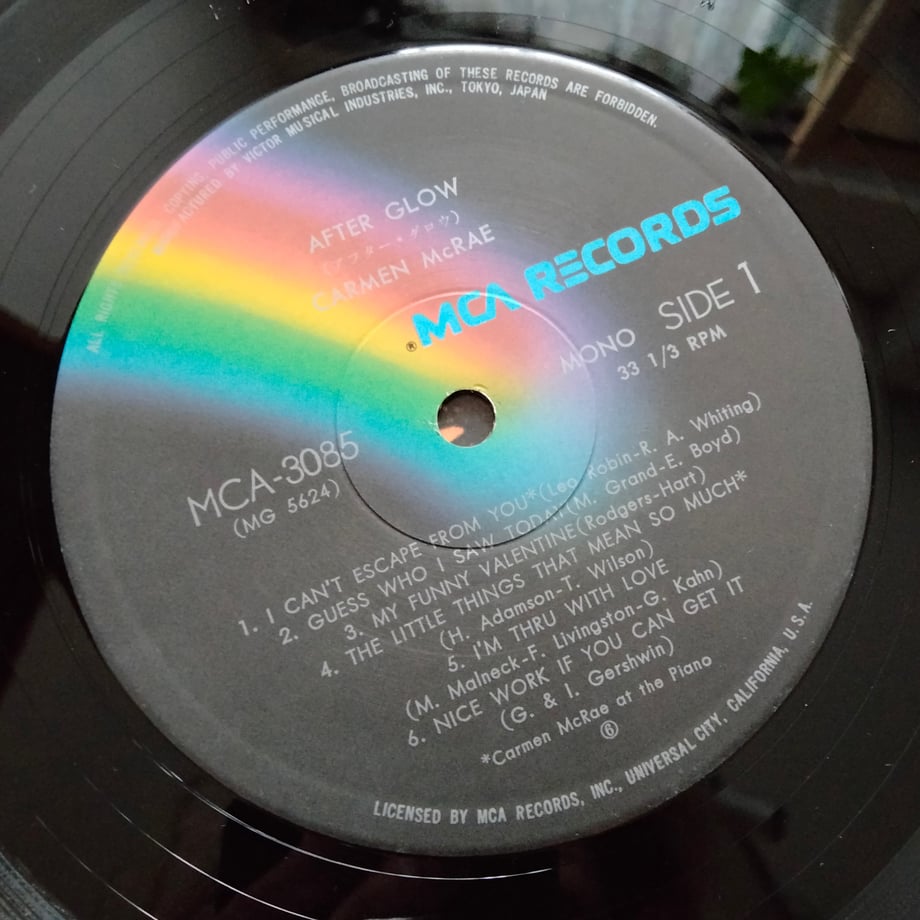 COPYING, PUBLIC PERFORMANCE, BROADCASTING OF THESE RECORDS ARE FORBIDDEN.
BY VICTOR MUSICAL INDUSTRIES, INC., TOKYO, JAPAN
ALL
AFTER GLOW
(アフター・グロウ)
CARMEN McRAE
MCA RECORDS
®
SIDE 1
MONO
33 1/3 RPM
MCA-3085
(MG 5624)
1. I CAN'T ESCAPE FROM YOU*(Leo Robin-R. A. Whiting)
2. GUESS WHO I SAW TODAY(M. Grand-E. Boyd)
3. MY FUNNY VALENTINE(Rodgers-Hart)
4. THE LITTLE THINGS THAT MEAN SO MUCH*
(H. Adamson-T. Wilson)
5. I'M THRU WITH LOVE
(M. Malneck-F. Livingston-G. Kahn)
6. NICE WORK IF YOU CAN GET IT
(G. & I. Gershwin)
*Carmen McRae at the Piano
⑥
LICENSED BY MCA RECORDS, INC., UNIVERSAL CITY, CALIFORNIA, U.S.A.